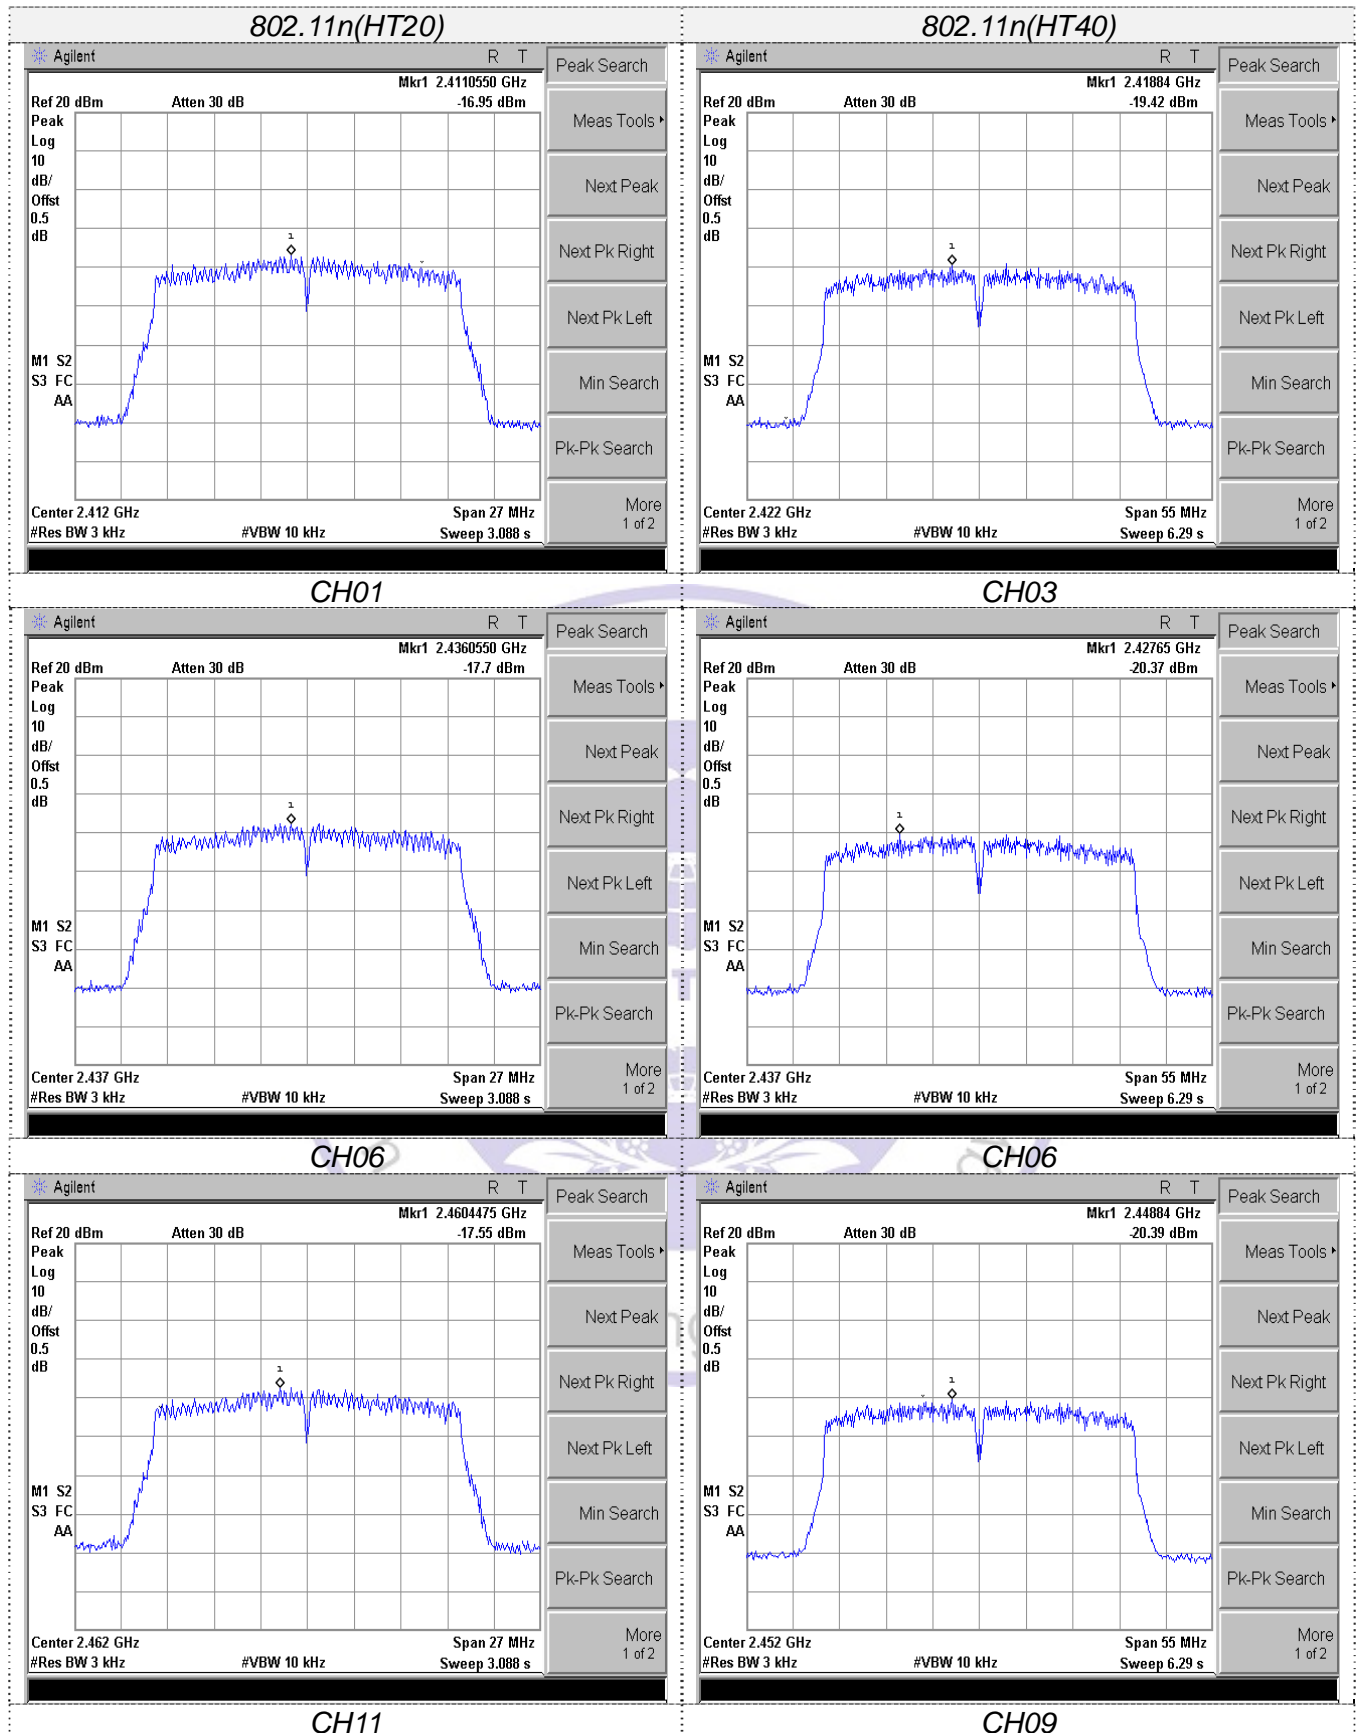 802.11n(HT20)
802.11n(HT40)
Agilent
R T
Peak Search
Mkr1 2.4110550 GHz
Ref 20 dBm
Atten 30 dB
-16.95 dBm
Peak
Log
10
dB/
Offst
0.5
dB
1
M1 S2
S3 FC
AA
Center 2.412 GHz
Span 27 MHz
#Res BW 3 kHz
#VBW 10 kHz
Sweep 3.088 s
Meas Tools
Next Peak
Next Pk Right
Next Pk Left
Min Search
Pk-Pk Search
More
1 of 2
Agilent
R T
Peak Search
Mkr1 2.41884 GHz
Ref 20 dBm
Atten 30 dB
-19.42 dBm
Peak
Log
10
dB/
Offst
0.5
dB
1
M1 S2
S3 FC
AA
Center 2.422 GHz
Span 55 MHz
#Res BW 3 kHz
#VBW 10 kHz
Sweep 6.29 s
Meas Tools
Next Peak
Next Pk Right
Next Pk Left
Min Search
Pk-Pk Search
More
1 of 2
CH01
CH03
Agilent
R T
Peak Search
Mkr1 2.4360550 GHz
Ref 20 dBm
Atten 30 dB
-17.7 dBm
Peak
Log
10
dB/
Offst
0.5
dB
1
M1 S2
S3 FC
AA
Center 2.437 GHz
Span 27 MHz
#Res BW 3 kHz
#VBW 10 kHz
Sweep 3.088 s
Meas Tools
Next Peak
Next Pk Right
Next Pk Left
Min Search
Pk-Pk Search
More
1 of 2
Agilent
R T
Peak Search
Mkr1 2.42765 GHz
Ref 20 dBm
Atten 30 dB
-20.37 dBm
Peak
Log
10
dB/
Offst
0.5
dB
1
M1 S2
S3 FC
AA
Center 2.437 GHz
Span 55 MHz
#Res BW 3 kHz
#VBW 10 kHz
Sweep 6.29 s
Meas Tools
Next Peak
Next Pk Right
Next Pk Left
Min Search
Pk-Pk Search
More
1 of 2
CH06
CH06
Agilent
R T
Peak Search
Mkr1 2.4604475 GHz
Ref 20 dBm
Atten 30 dB
-17.55 dBm
Peak
Log
10
dB/
Offst
0.5
dB
1
M1 S2
S3 FC
AA
Center 2.462 GHz
Span 27 MHz
#Res BW 3 kHz
#VBW 10 kHz
Sweep 3.088 s
Meas Tools
Next Peak
Next Pk Right
Next Pk Left
Min Search
Pk-Pk Search
More
1 of 2
Agilent
R T
Peak Search
Mkr1 2.44884 GHz
Ref 20 dBm
Atten 30 dB
-20.39 dBm
Peak
Log
10
dB/
Offst
0.5
dB
1
M1 S2
S3 FC
AA
Center 2.452 GHz
Span 55 MHz
#Res BW 3 kHz
#VBW 10 kHz
Sweep 6.29 s
Meas Tools
Next Peak
Next Pk Right
Next Pk Left
Min Search
Pk-Pk Search
More
1 of 2
CH11
CH09